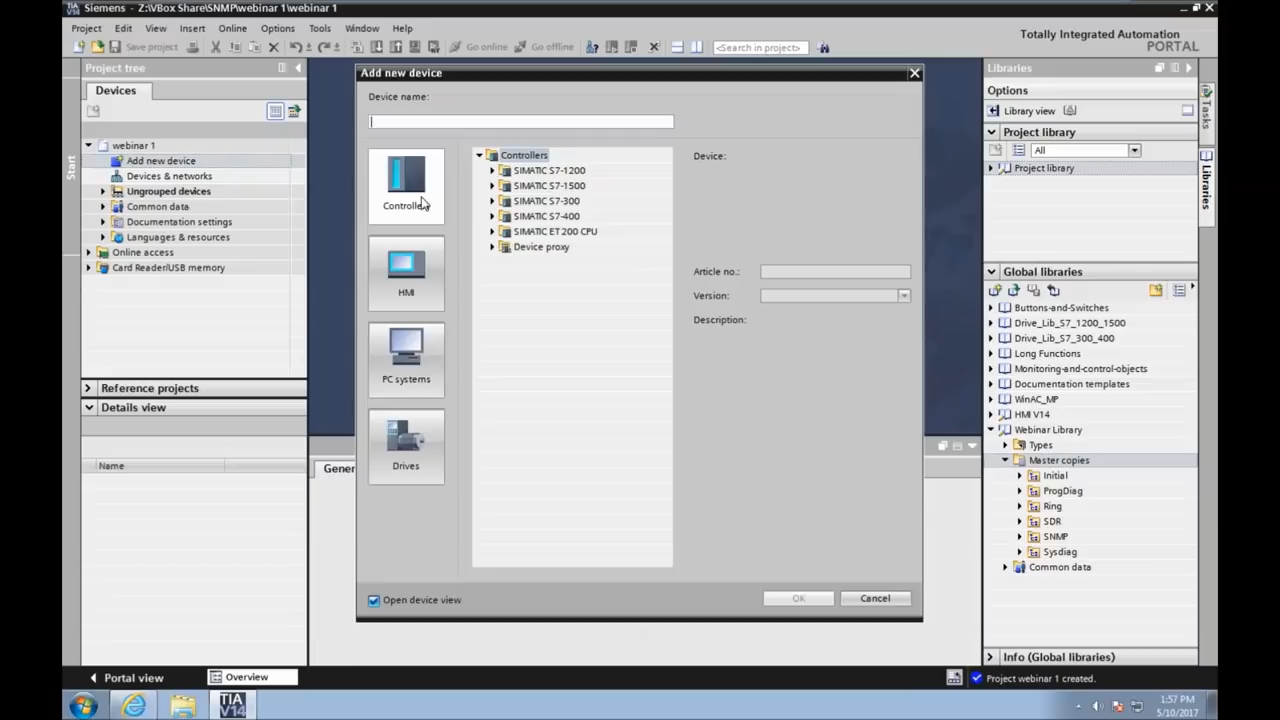 Siemens - Z:\VBox Share\SNMP\webinar 1\webinar 1
Project Edit View Insert Online Options Tools Window Help
Totally Integrated Automation
PORTAL
Save project
Go online
Go offline
<Search in project>
Project tree
Devices
Start
webinar 1
Add new device
Devices & networks
Ungrouped devices
Common data
Documentation settings
Languages & resources
Online access
Card Reader/USB memory
Reference projects
Details view
Name
Add new device
Device name:
Controllers
HMI
PC systems
Drives
Controllers
SIMATIC S7-1200
SIMATIC S7-1500
SIMATIC S7-300
SIMATIC S7-400
SIMATIC ET 200 CPU
Device proxy
Device:
Article no.:
Version:
Description:
Open device view
OK
Cancel
Gener
Libraries
Options
Library view
Project library
All
Project library
Global libraries
Buttons-and-Switches
Drive_Lib_S7_1200_1500
Drive_Lib_S7_300_400
Long Functions
Monitoring-and-control-objects
Documentation templates
WinAC_MP
HMI V14
Webinar Library
Types
Master copies
Initial
ProgDiag
Ring
SDR
SNMP
Sysdiag
Common data
Info (Global libraries)
Tasks
Libraries
Portal view
Overview
Project webinar 1 created.
TIA
V14
1:57 PM
5/10/2017